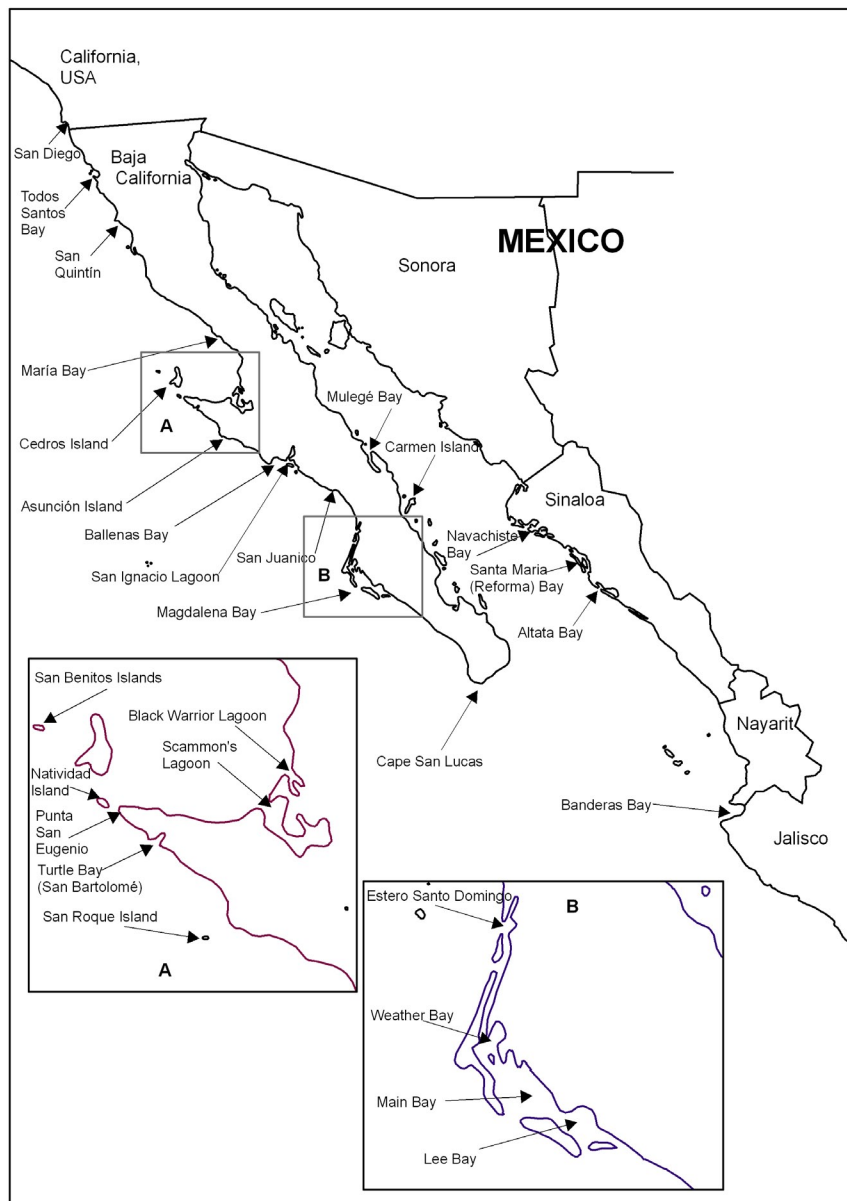 California,
USA
San Diego
Baja
California
Todos
Santos
Bay
San
Quintín
MEXICO
Sonora
María Bay
Mulegé Bay
A
Cedros Island
Carmen Island
Asunción Island
Sinaloa
Ballenas Bay
San Juanico
Navachiste
Bay
San Ignacio Lagoon
B
Santa Maria
(Reforma) Bay
Magdalena Bay
Altata Bay
Cape San Lucas
Nayarit
Banderas Bay
Jalisco
San Benitos Islands
Black Warrior Lagoon
Scammon's
Lagoon
Natividad
Island
Punta
San
Eugenio
Turtle Bay
(San Bartolomé)
San Roque Island
A
Estero Santo Domingo
B
Weather Bay
Main Bay
Lee Bay